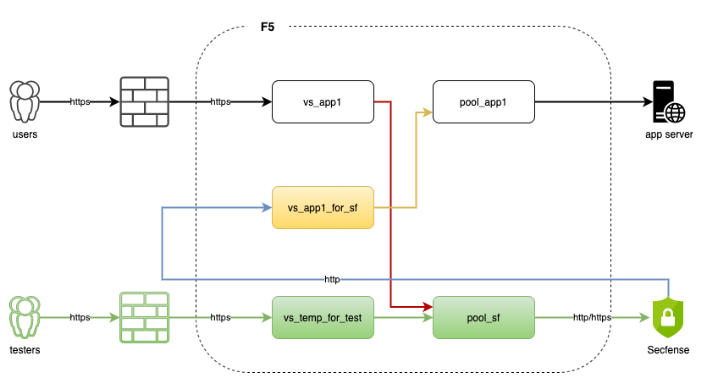 F5
https
https
vs_app1
pool_app1
users
app server
vs_app1_for_sf
http
https
https
vs_temp_for_test
pool_sf
http/https
testers
Secfense